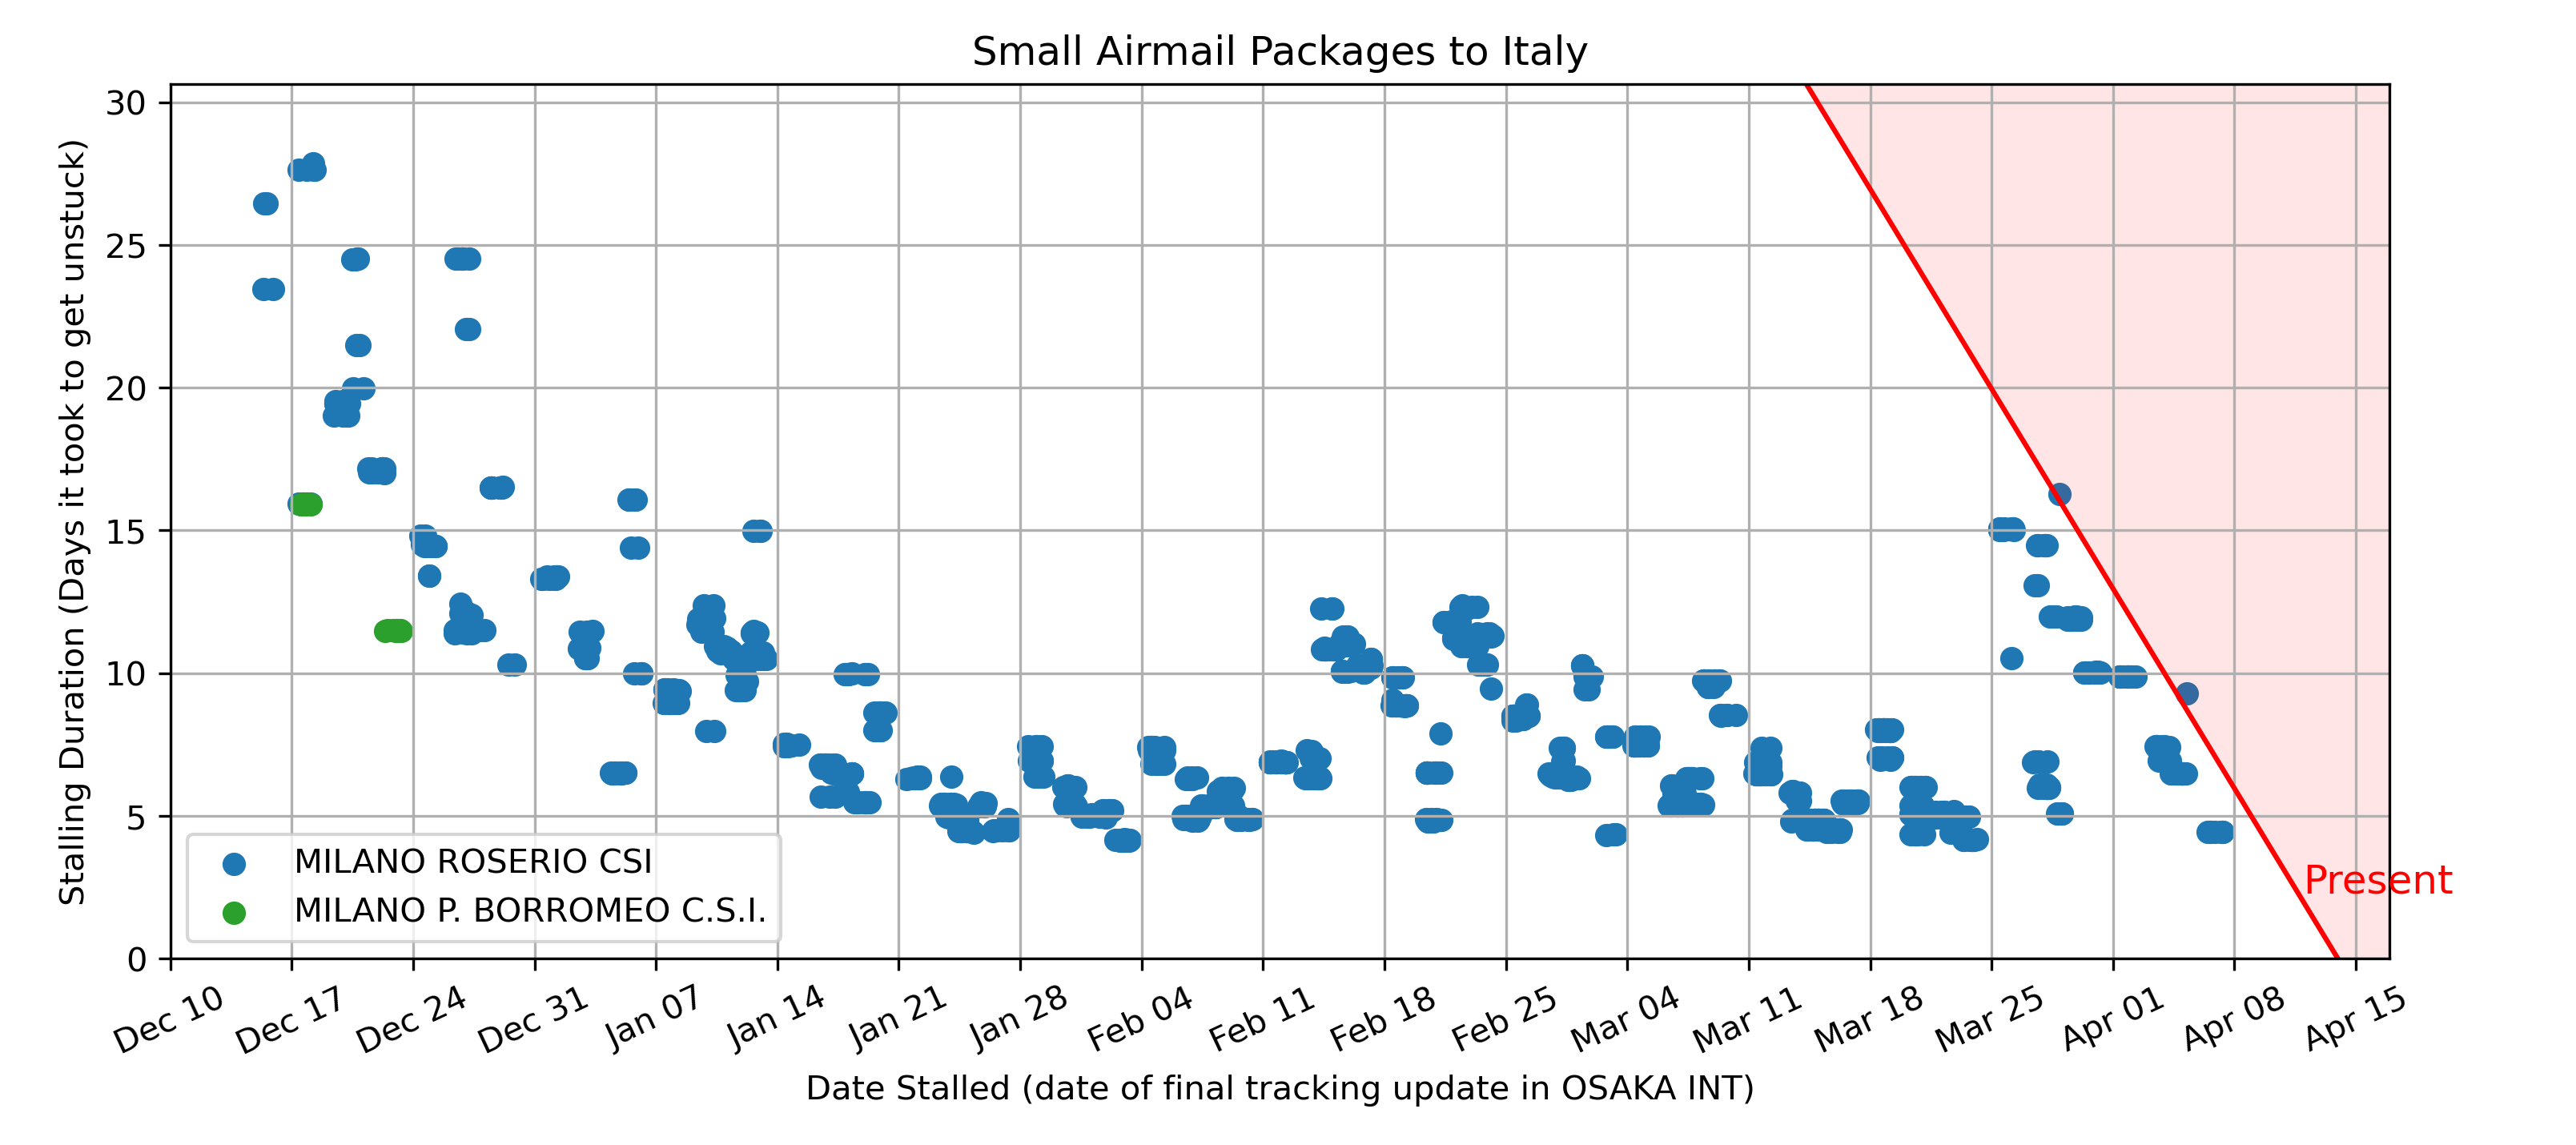 Small Airmail Packages to Italy
Stalling Duration (Days it took to get unstuck)
30
25
20
15
10
5
0
MILANO ROSERIO CSI
MILANO P. BORROMEO C.S.I.
Present
Dec 10
Dec 17
Dec 24
Dec 31
Jan 07
Jan 14
Jan 21
Jan 28
Feb 04
Feb 11
Feb 18
Feb 25
Mar 04
Mar 11
Mar 18
Mar 25
Apr 01
Apr 08
Apr 15
Date Stalled (date of final tracking update in OSAKA INT)